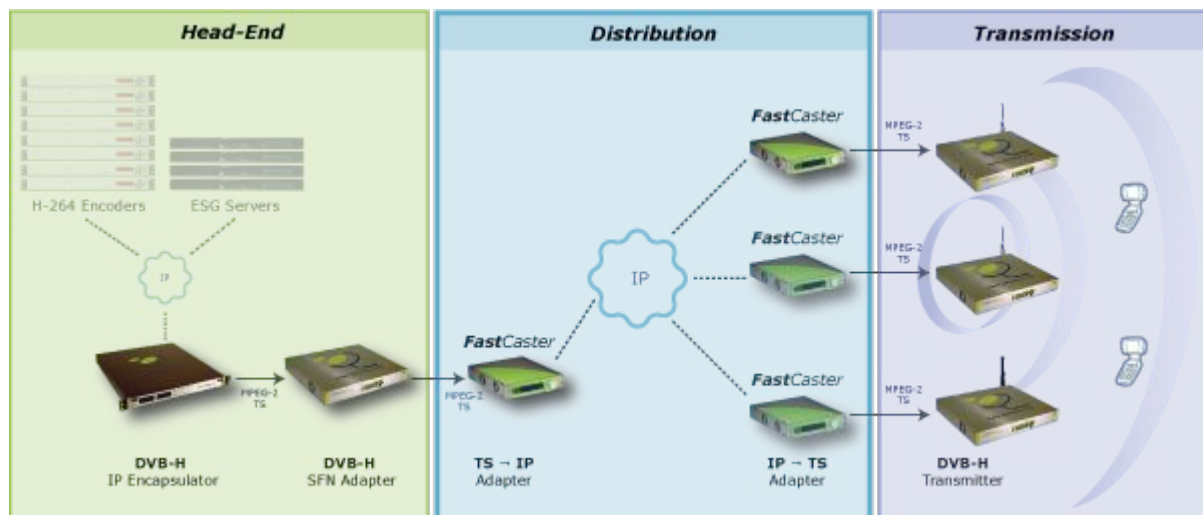 Head-End
Distribution
Transmission
H-264 Encoders
ESG Servers
IP
DVB-H
IP Encapsulator
MPEG-2
TS
DVB-H
SFN Adapter
MPEG-2
TS
FastCaster
TS → IP
Adapter
IP
FastCaster
FastCaster
FastCaster
IP → TS
Adapter
MPEG-2
TS
MPEG-2
TS
MPEG-2
TS
DVB-H
Transmitter